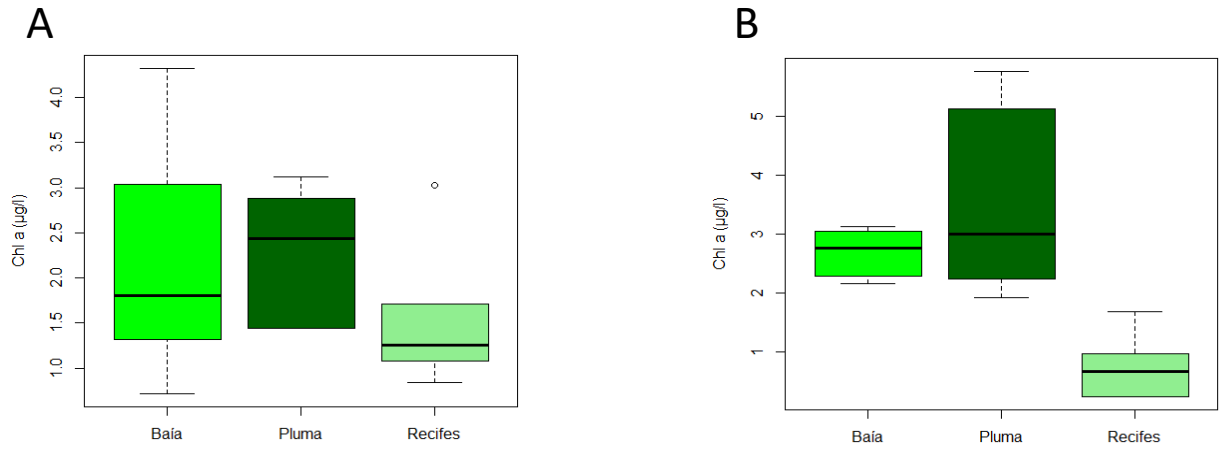 A
Chl a (µg/l)
4.0
3.5
3.0
2.5
2.0
1.5
1.0
Baía
Pluma
Recifes
B
Chl a (µg/l)
5
4
3
2
1
Baía
Pluma
Recifes